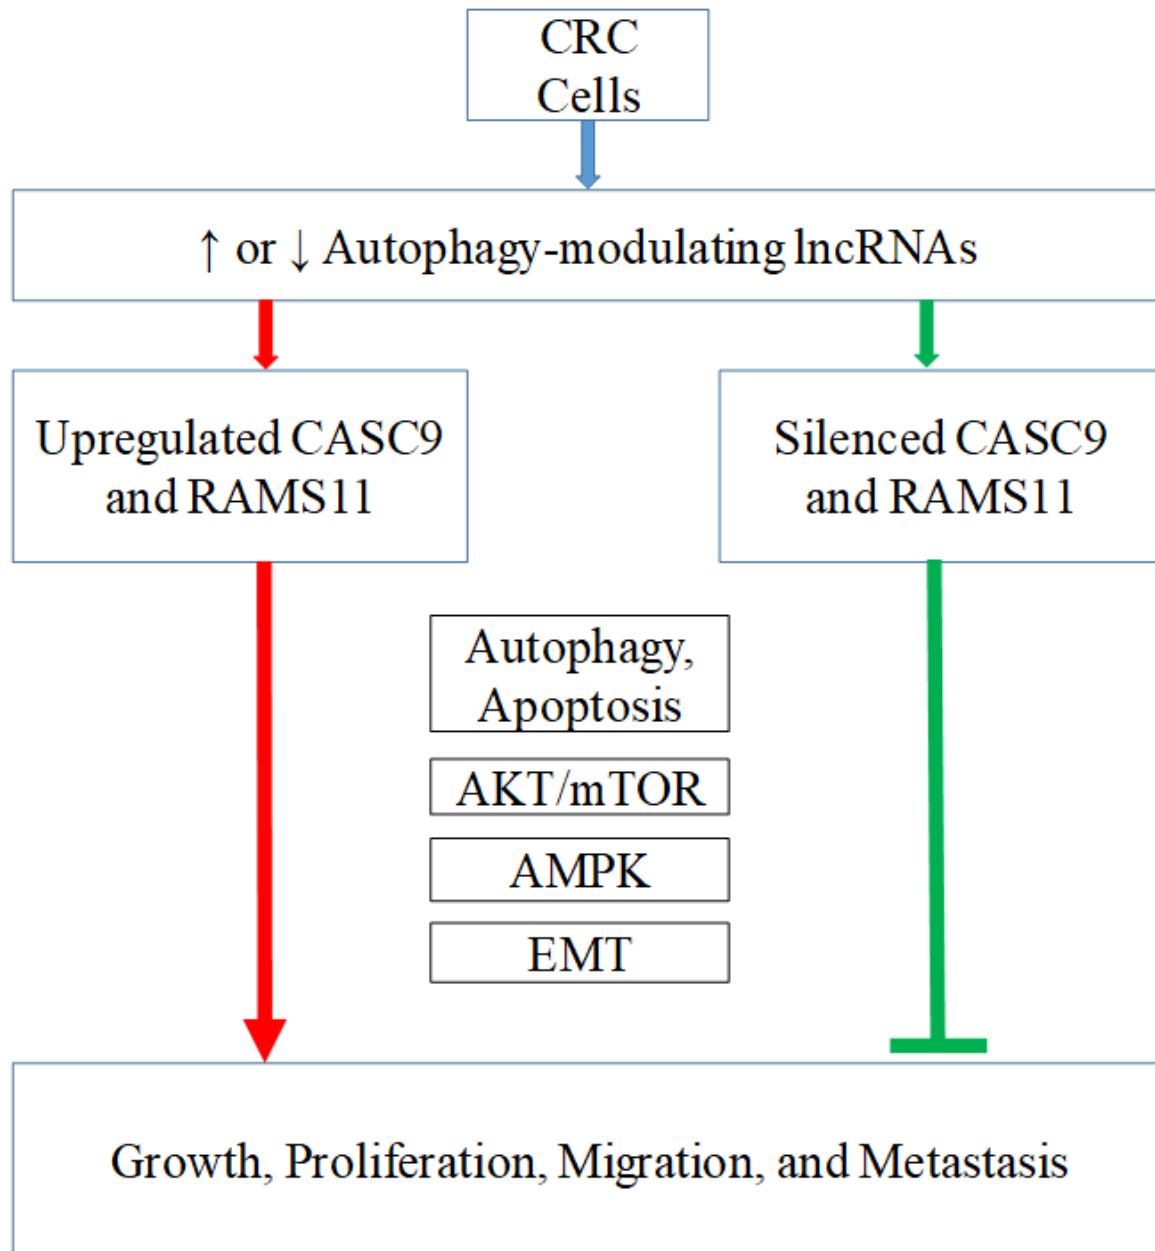 CRC
Cells
↑ or ↓ Autophagy-modulating lncRNAs
Upregulated CASC9
and RAMS11
Silenced CASC9
and RAMS11
Autophagy,
Apoptosis
AKT/mTOR
AMPK
EMT
Growth, Proliferation, Migration, and Metastasis